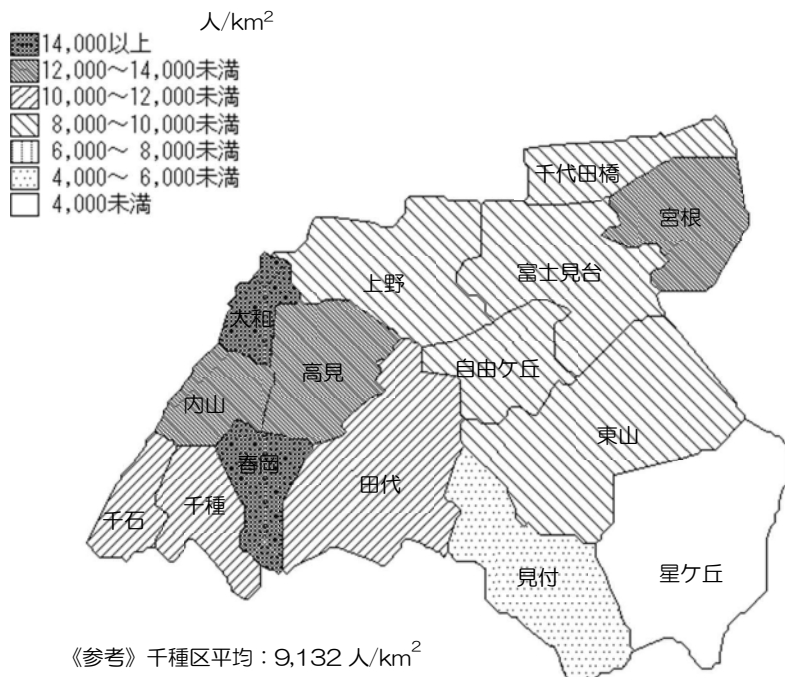 人/km²
14,000以上
12,000～14,000未満
10,000～12,000未満
8,000～10,000未満
6,000～ 8,000未満
4,000～ 6,000未満
4,000未満
千代田橋
宮根
富士見台
上野
大和
自由ケ丘
高見
内山
東山
春岡
田代
千種
千石
見付
星ケ丘
《参考》千種区平均：9,132 人/km²